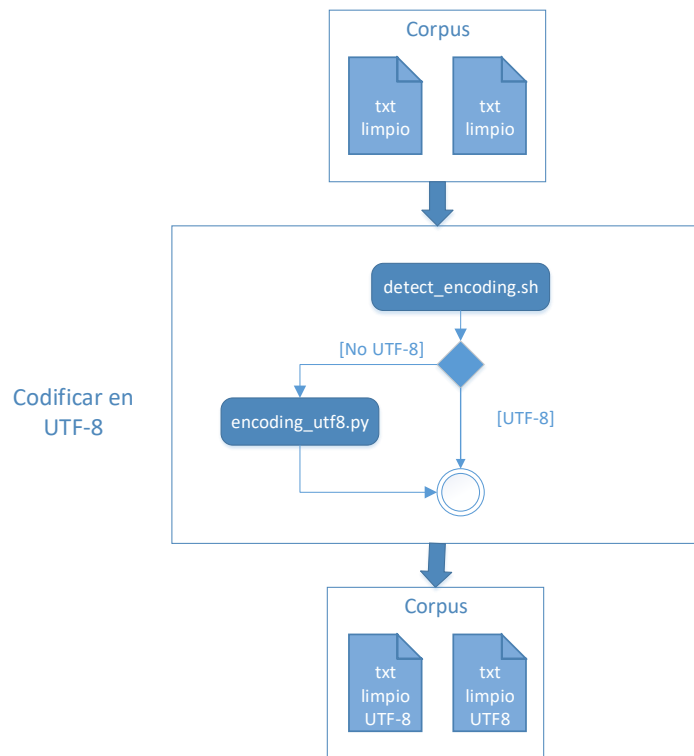 Corpus
txt
limpio
txt
limpio
detect_encoding.sh
[No UTF-8]
encoding_utf8.py
[UTF-8]
Codificar en
UTF-8
Corpus
txt
limpio
UTF-8
txt
limpio
UTF8